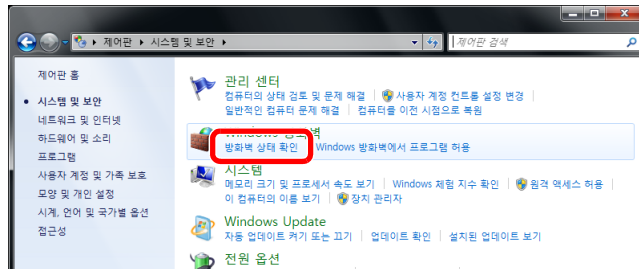 제어판 ▸ 시스템 및 보안 ▸
제어판 검색
제어판 홈
시스템 및 보안
네트워크 및 인터넷
하드웨어 및 소리
프로그램
사용자 계정 및 가족 보호
모양 및 개인 설정
시계, 언어 및 국가별 옵션
접근성
관리 센터
컴퓨터의 상태 검토 및 문제 해결 사용자 계정 컨트롤 설정 변경
일반적인 컴퓨터 문제 해결 컴퓨터를 이전 시점으로 복원
Windows 방화벽
방화벽 상태 확인 Windows 방화벽에서 프로그램 허용
시스템
메모리 크기 및 프로세서 속도 보기 Windows 체험 지수 확인 원격 액세스 허용
이 컴퓨터의 이름 보기 장치 관리자
Windows Update
자동 업데이트 켜기 또는 끄기 업데이트 확인 설치된 업데이트 보기
전원 옵션